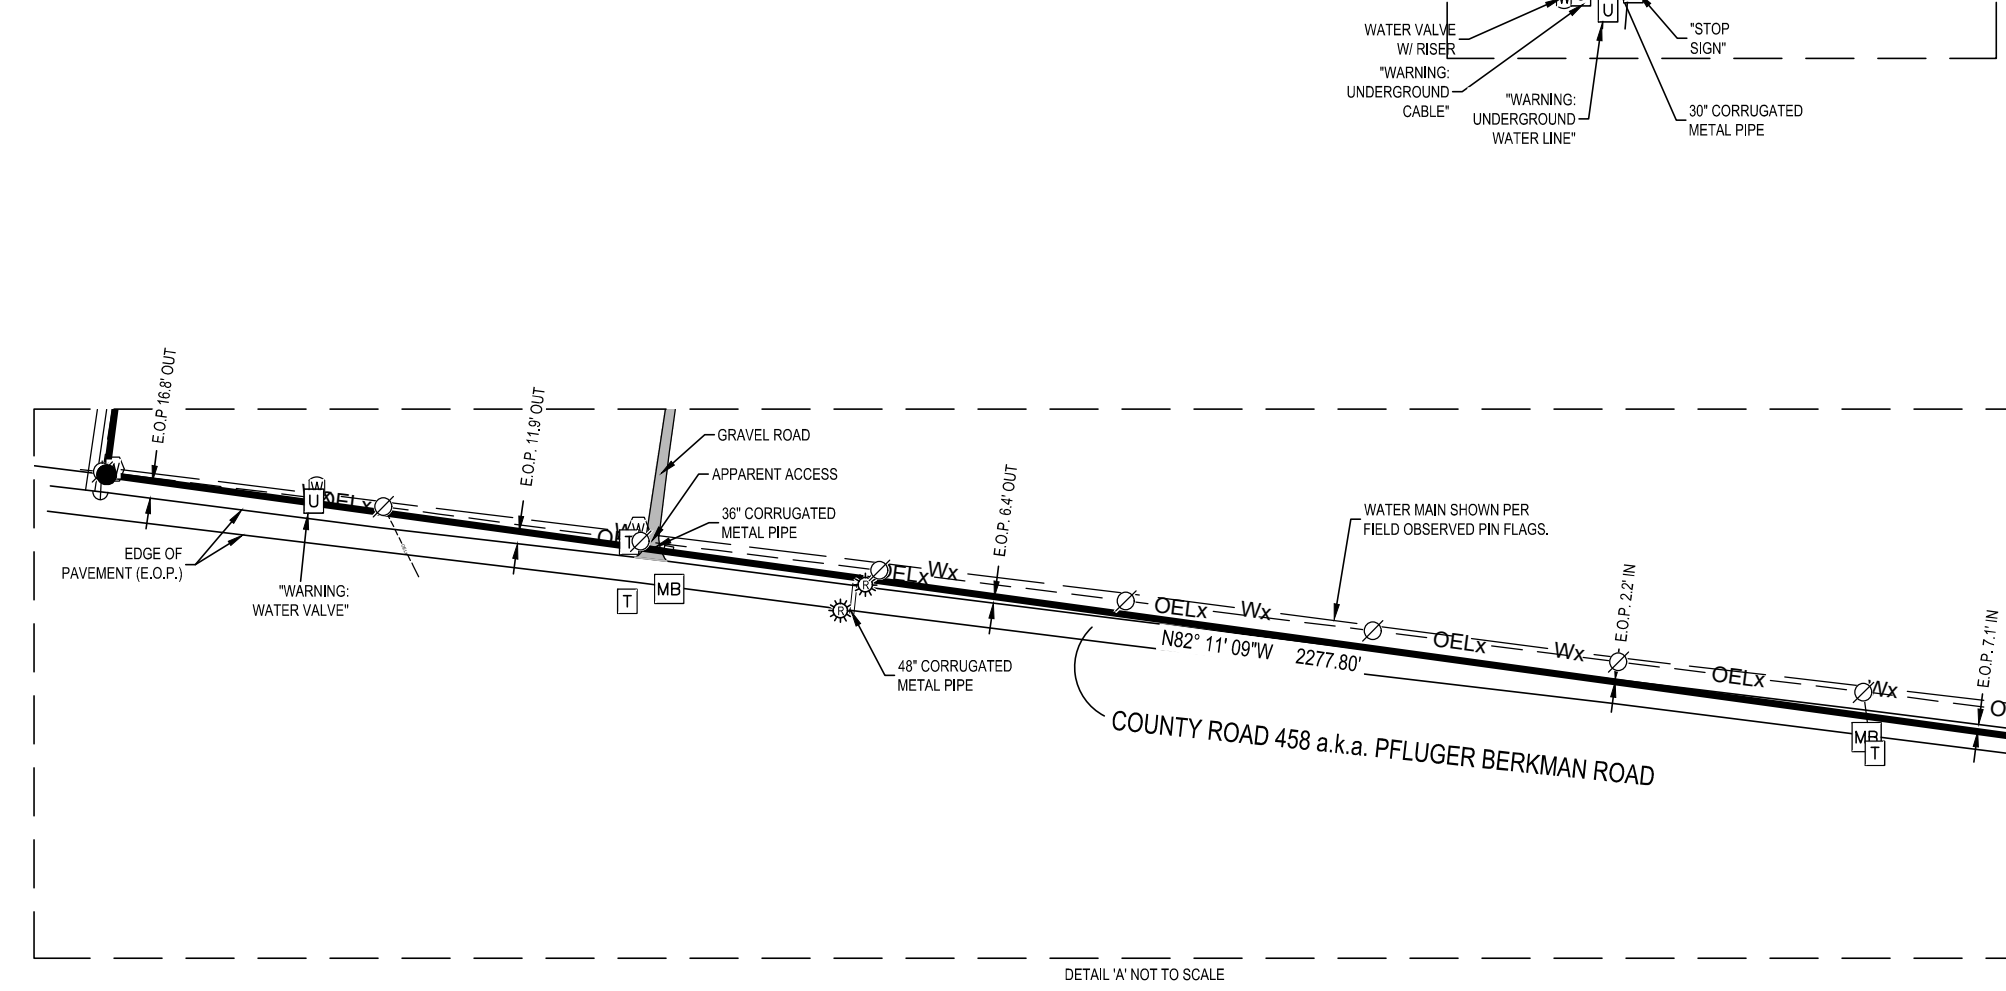 WATER VALVE
W/ RISER
"STOP
SIGN"
"WARNING:
UNDERGROUND
CABLE"
"WARNING:
UNDERGROUND
WATER LINE"
30" CORRUGATED
METAL PIPE
U
E.O.P 16.8' OUT
E.O.P. 11.9' OUT
GRAVEL ROAD
APPARENT ACCESS
36" CORRUGATED
METAL PIPE
E.O.P. 6.4' OUT
WATER MAIN SHOWN PER
FIELD OBSERVED PIN FLAGS.
E.O.P. 2.2' IN
E.O.P. 7.1' IN
W
W
U
OELx
W
T
EDGE OF
PAVEMENT (E.O.P.)
"WARNING:
WATER VALVE"
T
MB
R
R
OELx
Wx
OELx
Wx
OELx
Wx
OELx
Wx
MB
T
N82° 11' 09"W 2277.80'
48" CORRUGATED
METAL PIPE
COUNTY ROAD 458 a.k.a. PFLUGER BERKMAN ROAD
DETAIL 'A' NOT TO SCALE